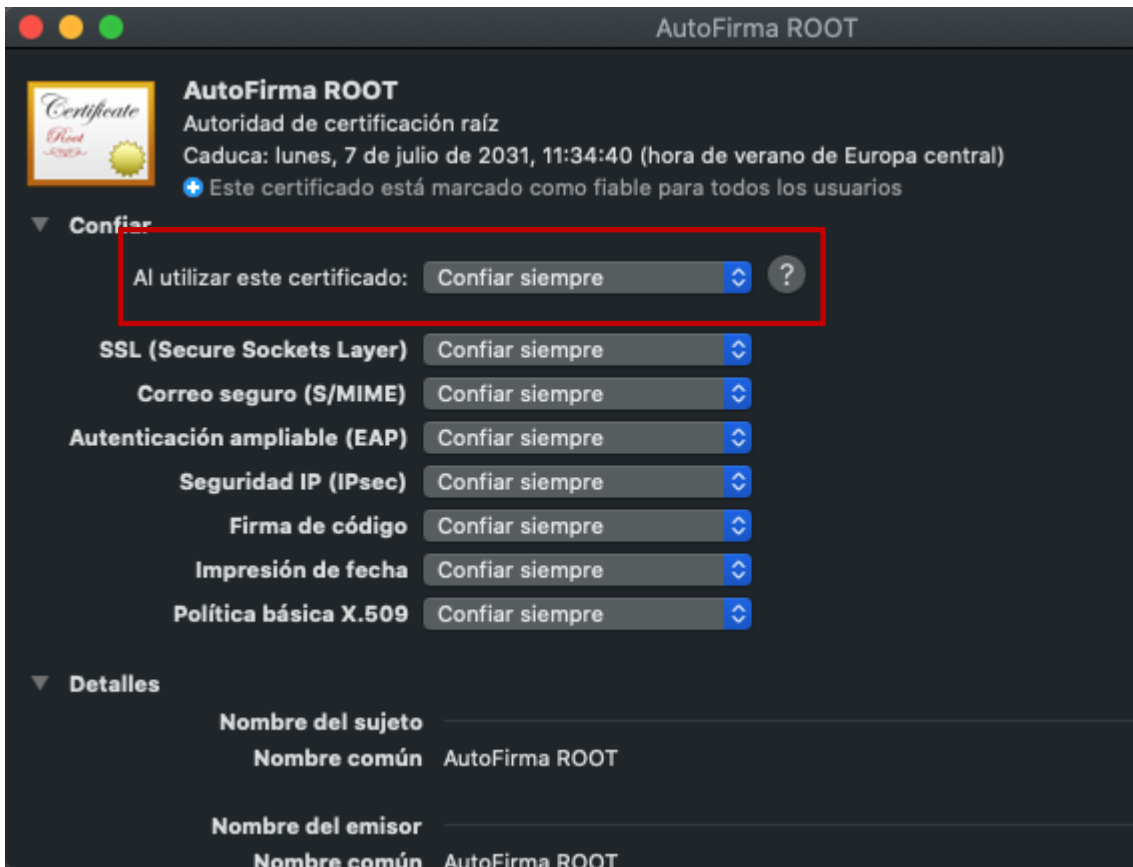 AutoFirma ROOT
Certificate
Root
AutoFirma ROOT
Autoridad de certificación raíz
Caduca: lunes, 7 de julio de 2031, 11:34:40 (hora de verano de Europa central)
Este certificado está marcado como fiable para todos los usuarios
Confiar
Al utilizar este certificado: Confiar siempre ?
SSL (Secure Sockets Layer) Confiar siempre
Correo seguro (S/MIME) Confiar siempre
Autenticación ampliable (EAP) Confiar siempre
Seguridad IP (IPsec) Confiar siempre
Firma de código Confiar siempre
Impresión de fecha Confiar siempre
Política básica X.509 Confiar siempre
Detalles
Nombre del sujeto
Nombre común AutoFirma ROOT
Nombre del emisor
Nombre común AutoFirma ROOT